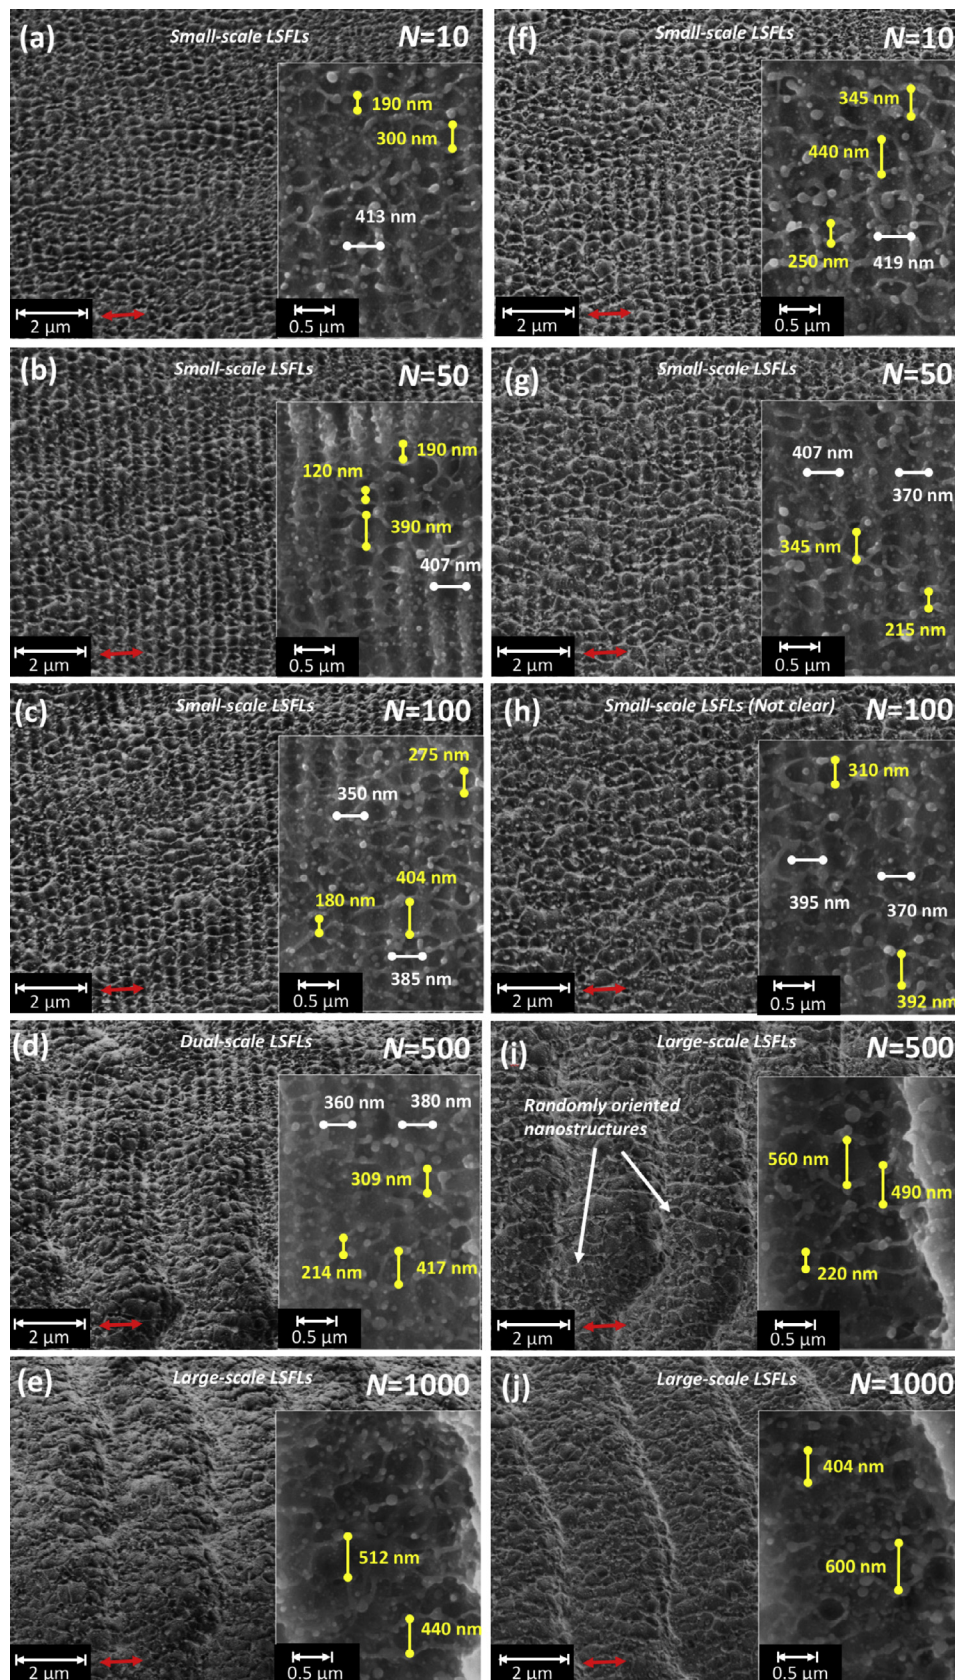 (a)
Small-scale LSFLs
N=10
190 nm
300 nm
413 nm
2 µm
0.5 µm
(f)
Small-scale LSFLs
N=10
345 nm
440 nm
250 nm
419 nm
2 µm
0.5 µm
(b)
Small-scale LSFLs
N=50
190 nm
120 nm
390 nm
407 nm
2 µm
0.5 µm
(g)
Small-scale LSFLs
N=50
407 nm
370 nm
345 nm
215 nm
2 µm
0.5 µm
(c)
Small-scale LSFLs
N=100
275 nm
350 nm
404 nm
180 nm
385 nm
2 µm
0.5 µm
(h)
Small-scale LSFLs (Not clear)
N=100
310 nm
395 nm
370 nm
392 nm
2 µm
0.5 µm
(d)
Dual-scale LSFLs
N=500
360 nm
380 nm
309 nm
214 nm
417 nm
2 µm
0.5 µm
(i)
Large-scale LSFLs
N=500
Randomly oriented
nanostructures
560 nm
490 nm
220 nm
2 µm
0.5 µm
(e)
Large-scale LSFLs
N=1000
512 nm
440 nm
2 µm
0.5 µm
(j)
Large-scale LSFLs
N=1000
404 nm
600 nm
2 µm
0.5 µm